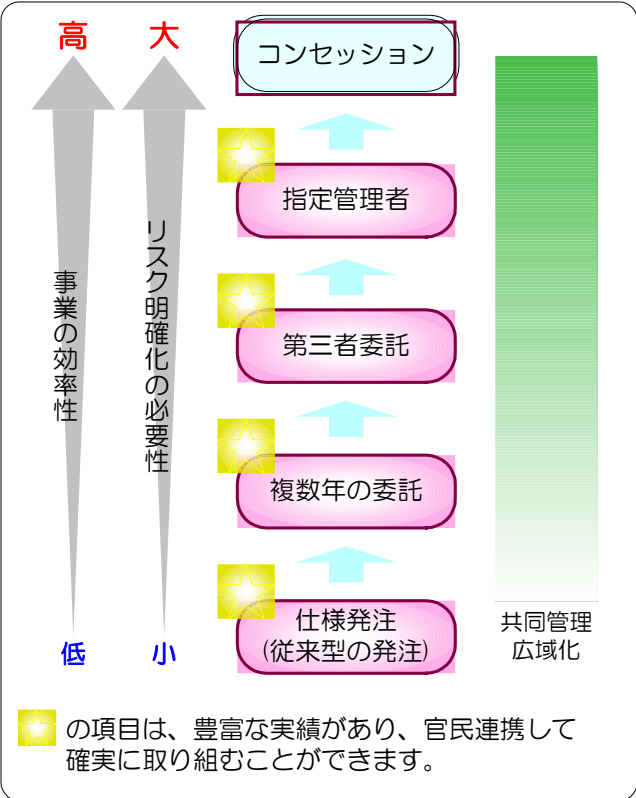 高
大
コンセッション
指定管理者
第三者委託
複数年の委託
仕様発注
(従来型の発注)
事業の効率性
リスク明確化の必要性
低
小
共同管理
広域化
の項目は、豊富な実績があり、官民連携して
確実に取り組むことができます。